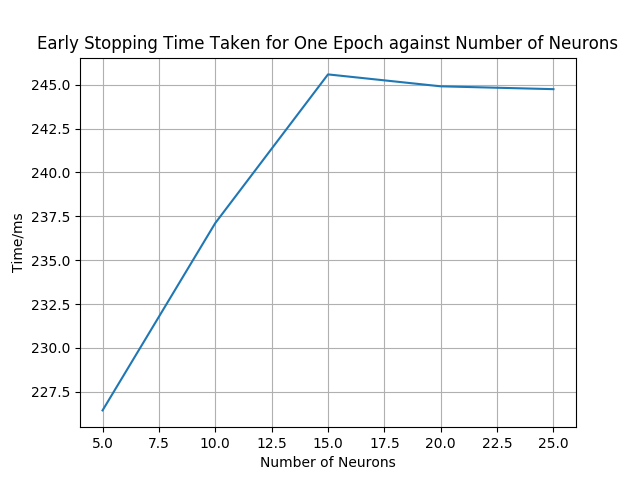 Early Stopping Time Taken for One Epoch against Number of Neurons
245.0
242.5
240.0
237.5
235.0
232.5
230.0
227.5
Time/ms
5.0 7.5 10.0 12.5 15.0 17.5 20.0 22.5 25.0
Number of Neurons